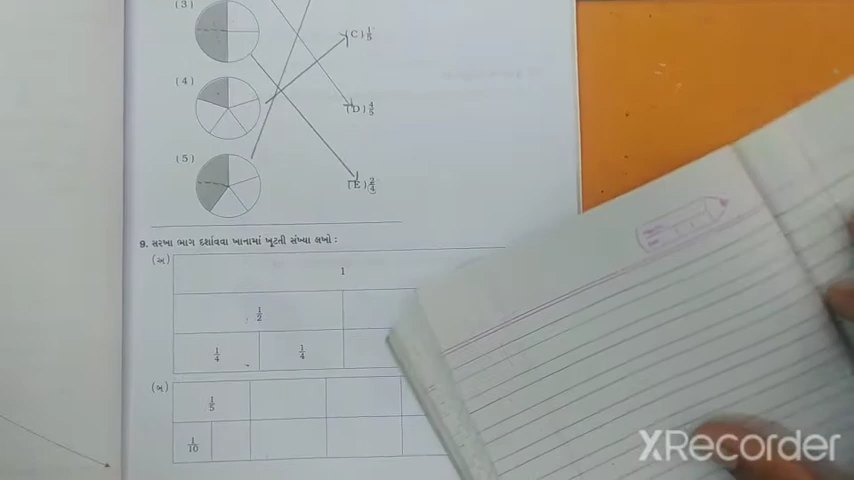 (3)
C) 1/5
(4)
D) 4/5
(5)
E) 2/4
9. સરખા ભાગ દર્શાવવા ખાનામાં ખૂટતી સંખ્યા લખો :
(અ)
1
1/2
1/4 1/4
(બ)
1/5
1/10
XRecorder